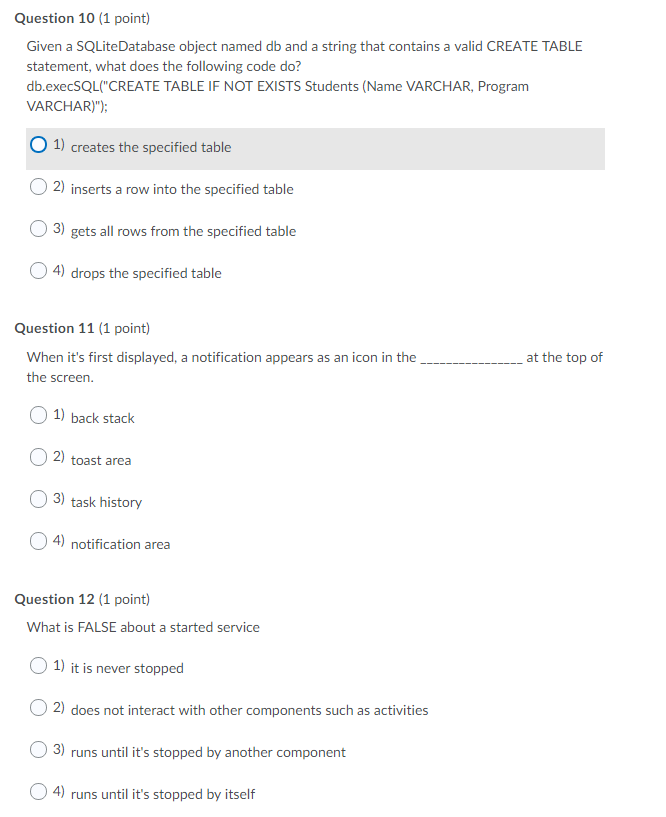 Question 10 (1 point)
Given a SQLiteDatabase object named db and a string that contains a valid CREATE TABLE
statement, what does the following code do?
db.execSQL("CREATE TABLE IF NOT EXISTS Students (Name VARCHAR, Program
VARCHAR)");
1) creates the specified table
2) inserts a row into the specified table
3) gets all rows from the specified table
4) drops the specified table
Question 11 (1 point)
When it's first displayed, a notification appears as an icon in the ________________ at the top of
the screen.
1) back stack
2) toast area
3) task history
4) notification area
Question 12 (1 point)
What is FALSE about a started service
1) it is never stopped
2) does not interact with other components such as activities
3) runs until it's stopped by another component
4) runs until it's stopped by itself